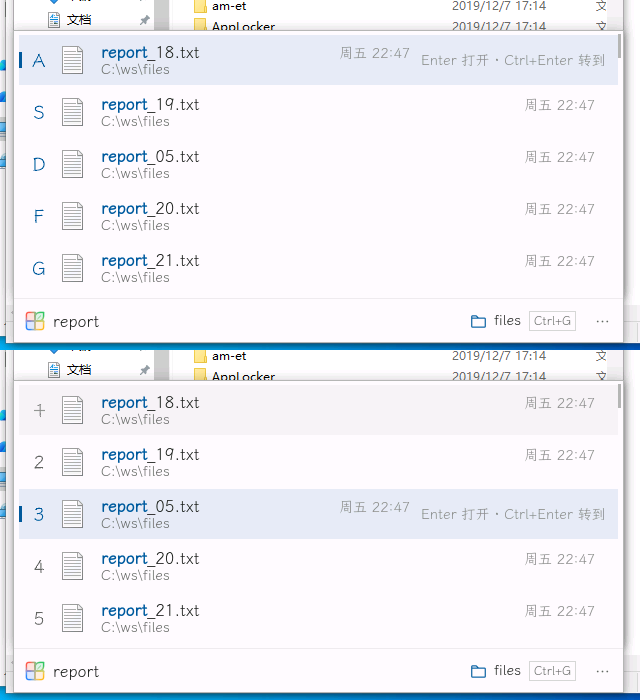 文档
am-et 2019/12/7 17:14 文
AppLocker 2019/12/7 17:14 文
A report_18.txt 周五 22:47 Enter 打开 · Ctrl+Enter 转到
C:\ws\files
S report_19.txt 周五 22:47
C:\ws\files
D report_05.txt 周五 22:47
C:\ws\files
F report_20.txt 周五 22:47
C:\ws\files
G report_21.txt 周五 22:47
C:\ws\files
report files Ctrl+G ···
文档
am-et 2019/12/7 17:14 文
AppLocker 2019/12/7 17:14 文
1 report_18.txt 周五 22:47
C:\ws\files
2 report_19.txt 周五 22:47
C:\ws\files
3 report_05.txt 周五 22:47 Enter 打开 · Ctrl+Enter 转到
C:\ws\files
4 report_20.txt 周五 22:47
C:\ws\files
5 report_21.txt 周五 22:47
C:\ws\files
report files Ctrl+G ···